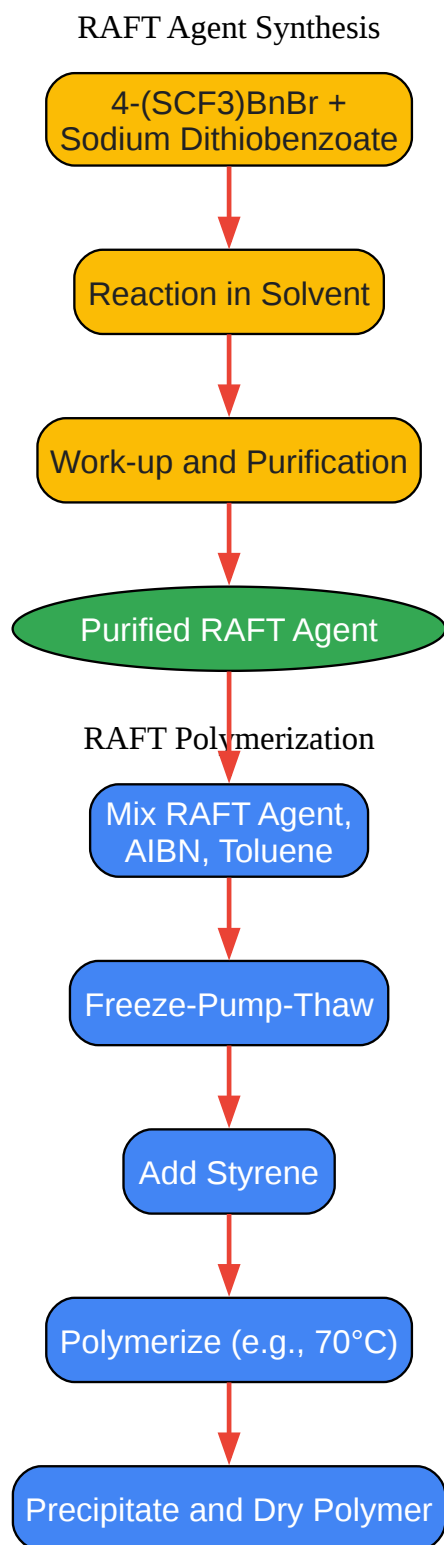 RAFT Agent Synthesis
4-(SCF3)BnBr +
Sodium Dithiobenzoate
Reaction in Solvent
Work-up and Purification
Purified RAFT Agent
RAFT Polymerization
Mix RAFT Agent,
AIBN, Toluene
Freeze-Pump-Thaw
Add Styrene
Polymerize (e.g., 70°C)
Precipitate and Dry Polymer